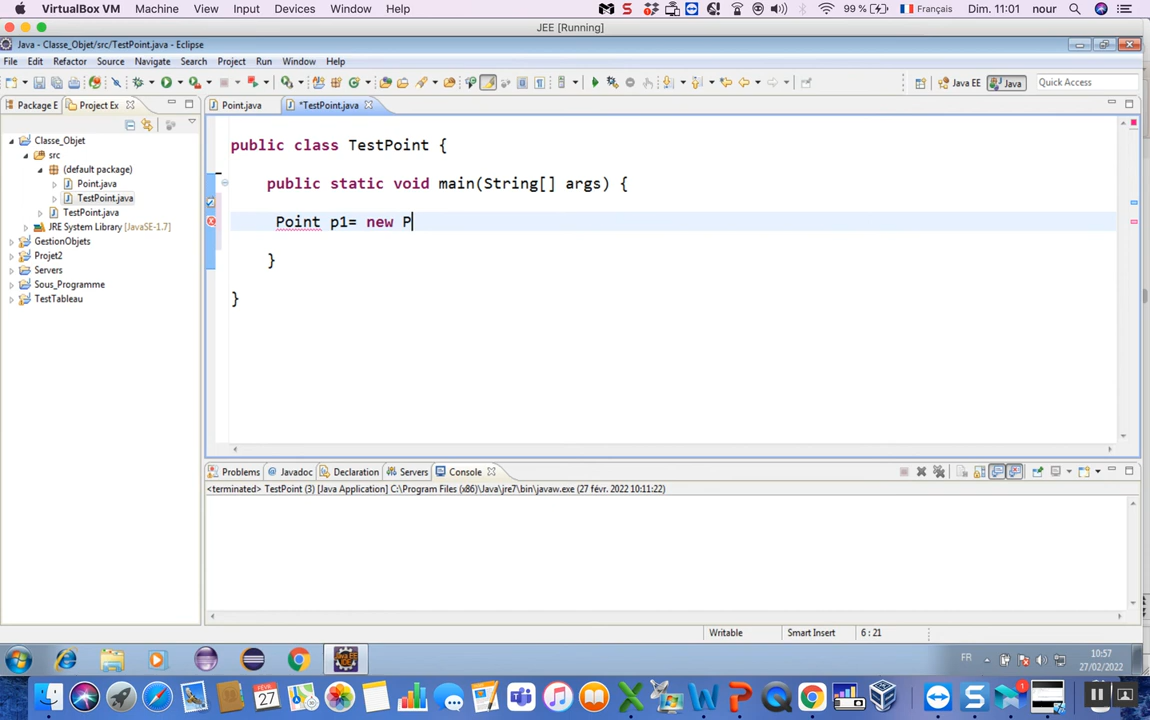 VirtualBox VM Machine View Input Devices Window Help 99 % Français Dim. 11:01 nour
JEE [Running]
Java - Classe_Objet/src/TestPoint.java - Eclipse
File Edit Refactor Source Navigate Search Project Run Window Help
Java EE Java Quick Access
Package E Project Ex Point.java *TestPoint.java
Classe_Objet
src
(default package)
Point.java
TestPoint.java
TestPoint.java
JRE System Library [JavaSE-1.7]
GestionObjets
Projet2
Servers
Sous_Programme
TestTableau
public class TestPoint {
public static void main(String[] args) {
Point p1= new P
}
}
Problems Javadoc Declaration Servers Console
<terminated> TestPoint (3) [Java Application] C:\Program Files (x86)\Java\jre7\bin\javaw.exe (27 févr. 2022 10:11:22)
Writable Smart Insert 6 : 21
FR 10:57
27/02/2022